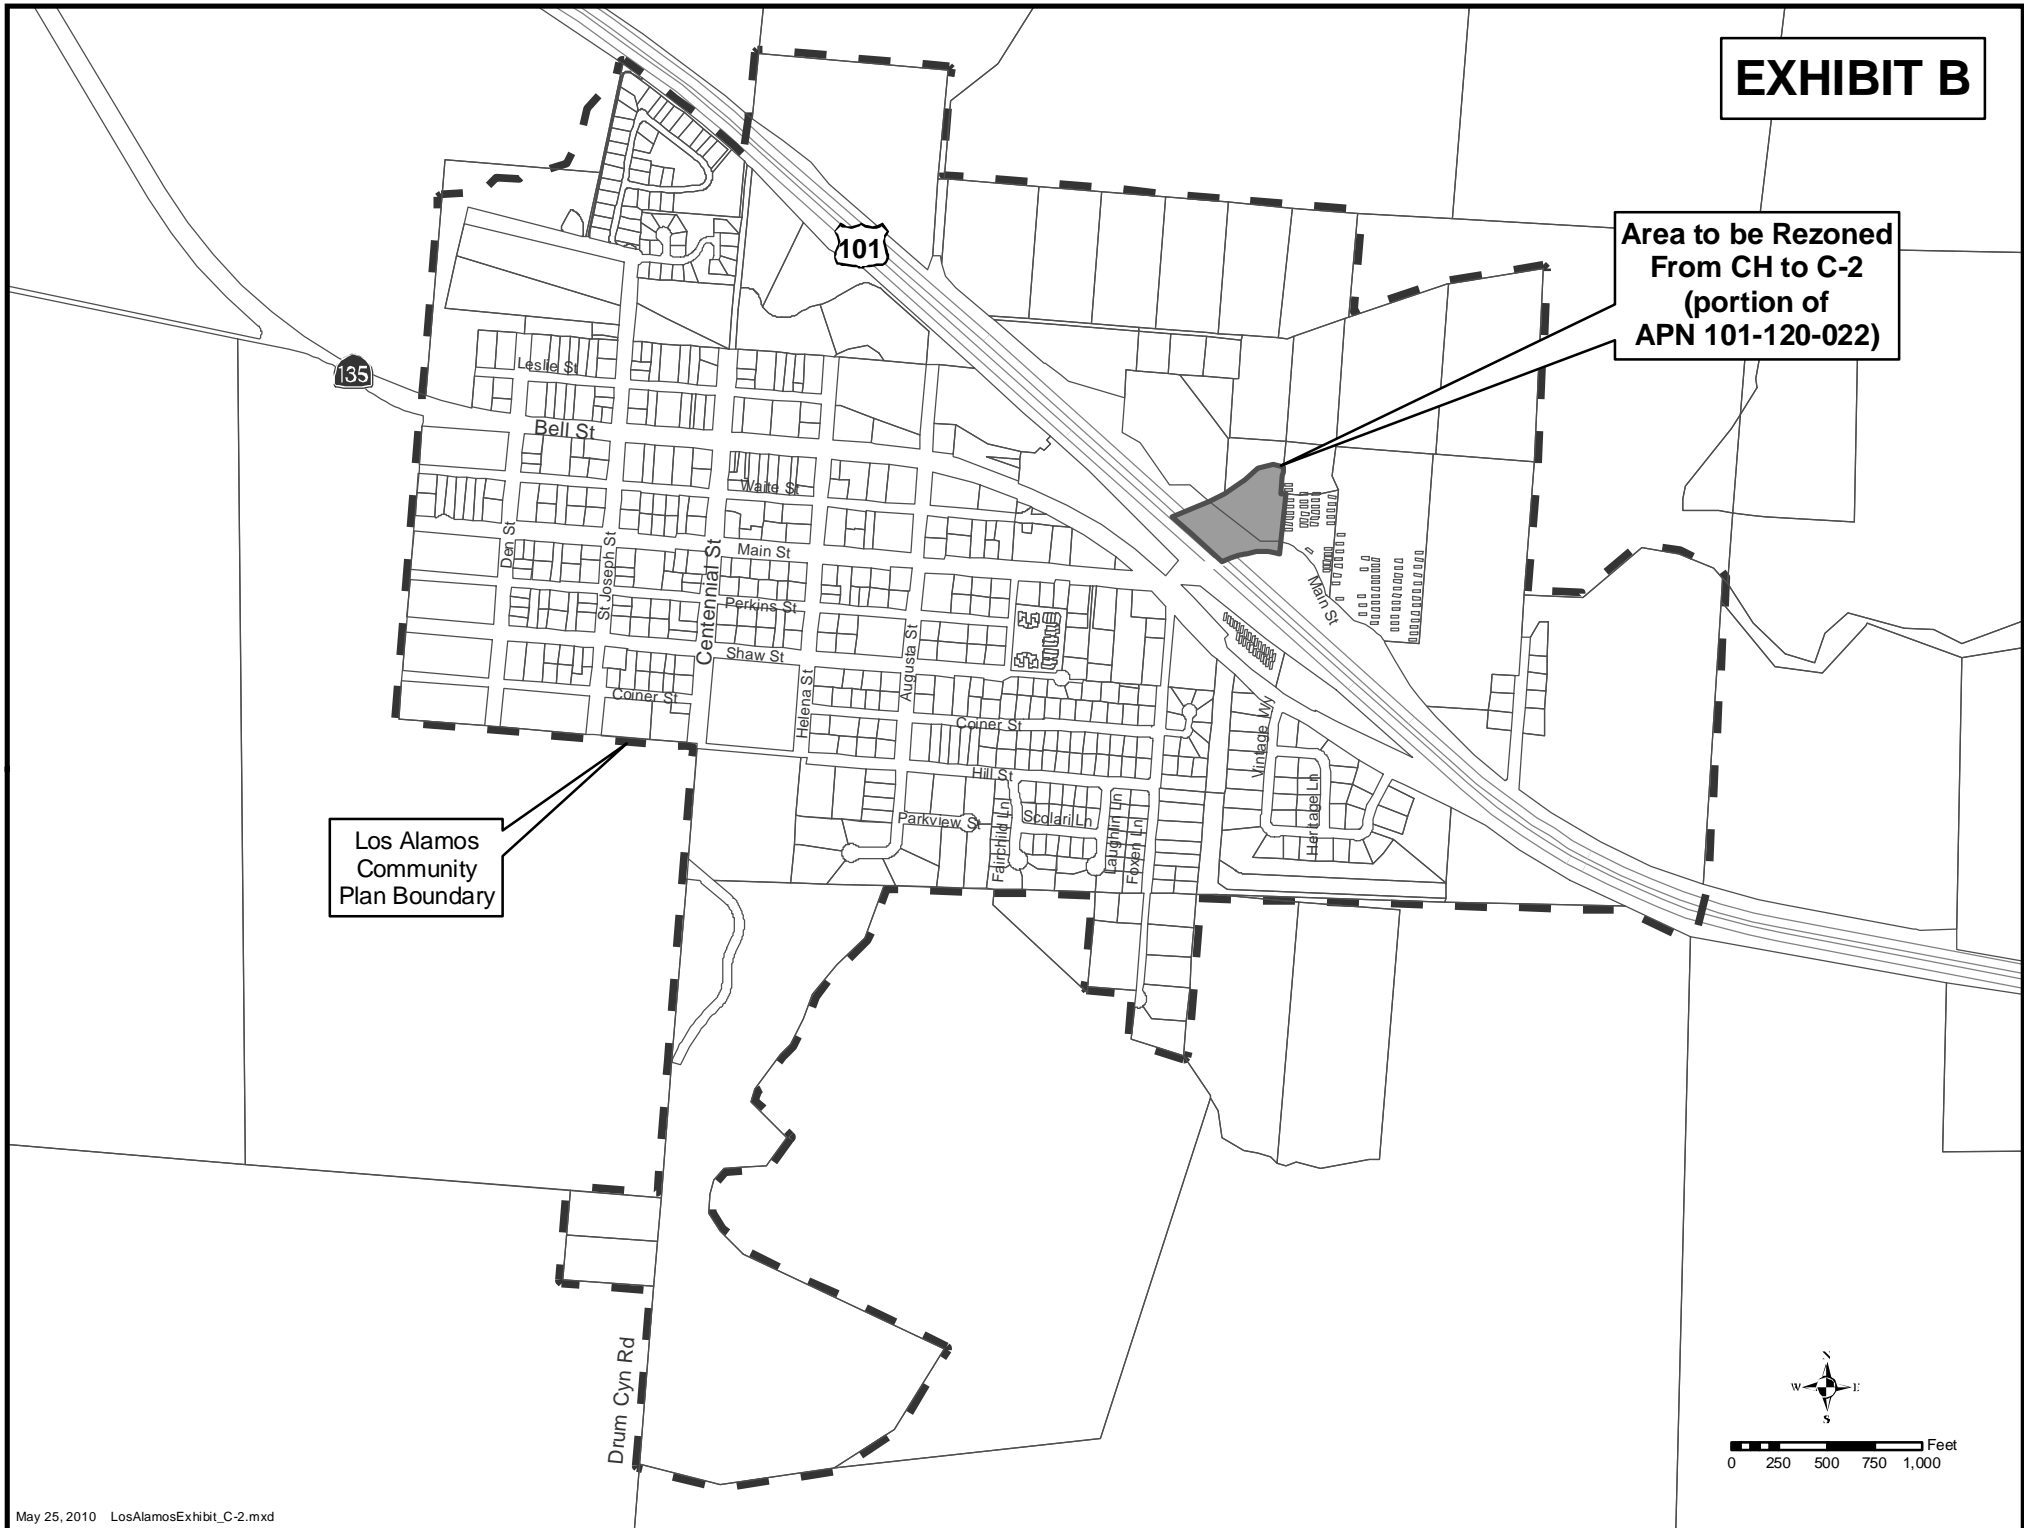 EXHIBIT B
Area to be Rezoned
From CH to C-2
(portion of
APN 101-120-022)
101
135
Leslie St
Bell St
Waite St
Den St
St Joseph St
Centennial St
Main St
Perkins St
Main St
Shaw St
Augusta St
Coiner St
Helena St
Coiner St
Vintage Wy
Hill St
Heritage Ln
Parkview St
Fairchild Ln
Scolari Ln
Laughlin Ln
Foxen Ln
Los Alamos
Community
Plan Boundary
Drum Cyn Rd
N
W E
S
Feet
0 250 500 750 1,000
May 25, 2010 LosAlamosExhibit_C-2.mxd